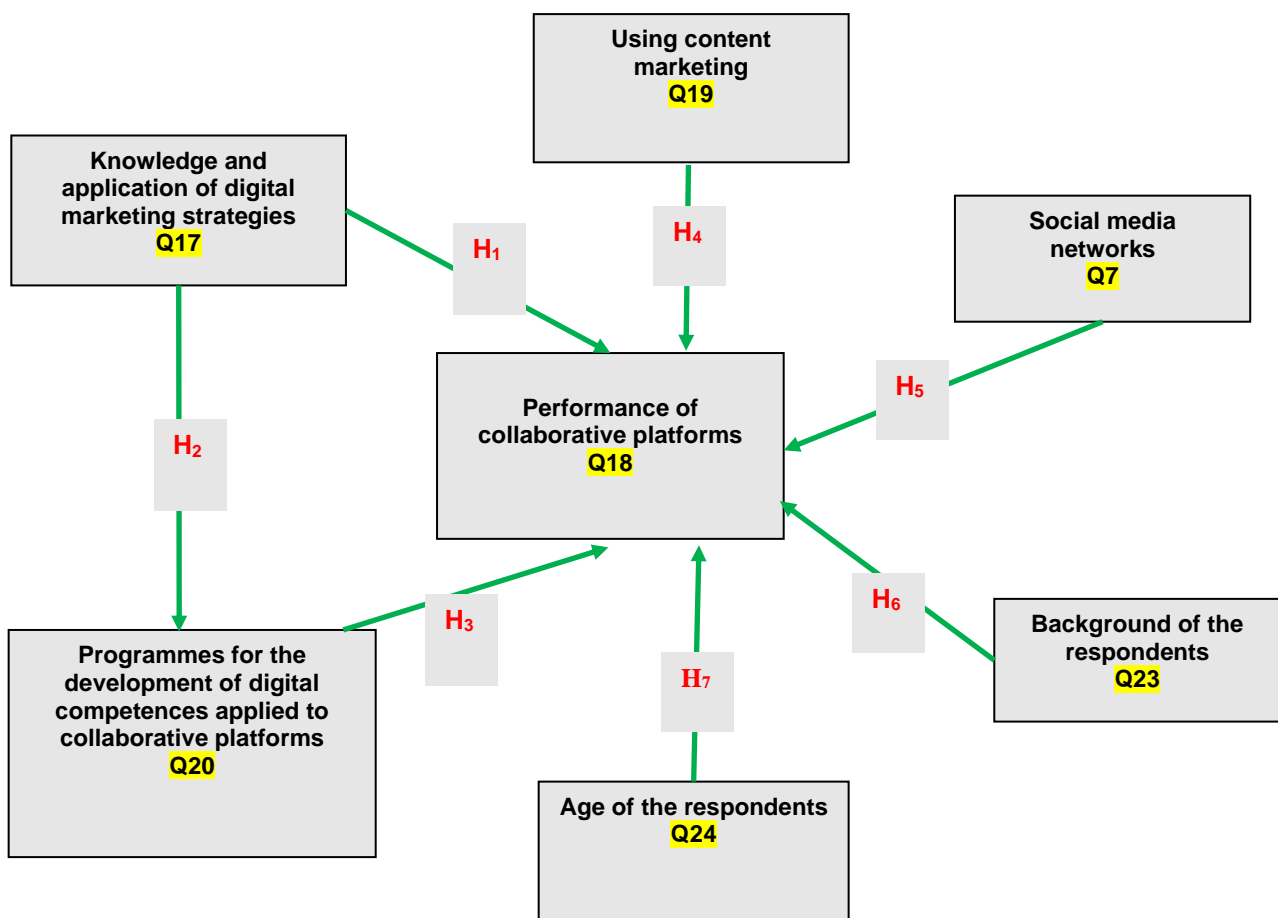 Using content
marketing
Q19
Knowledge and
application of digital
marketing strategies
Q17
Social media
networks
Q7
H1
H4
H5
Performance of
collaborative platforms
Q18
H2
H3
H6
H7
Programmes for the
development of digital
competences applied to
collaborative platforms
Q20
Background of the
respondents
Q23
Age of the respondents
Q24